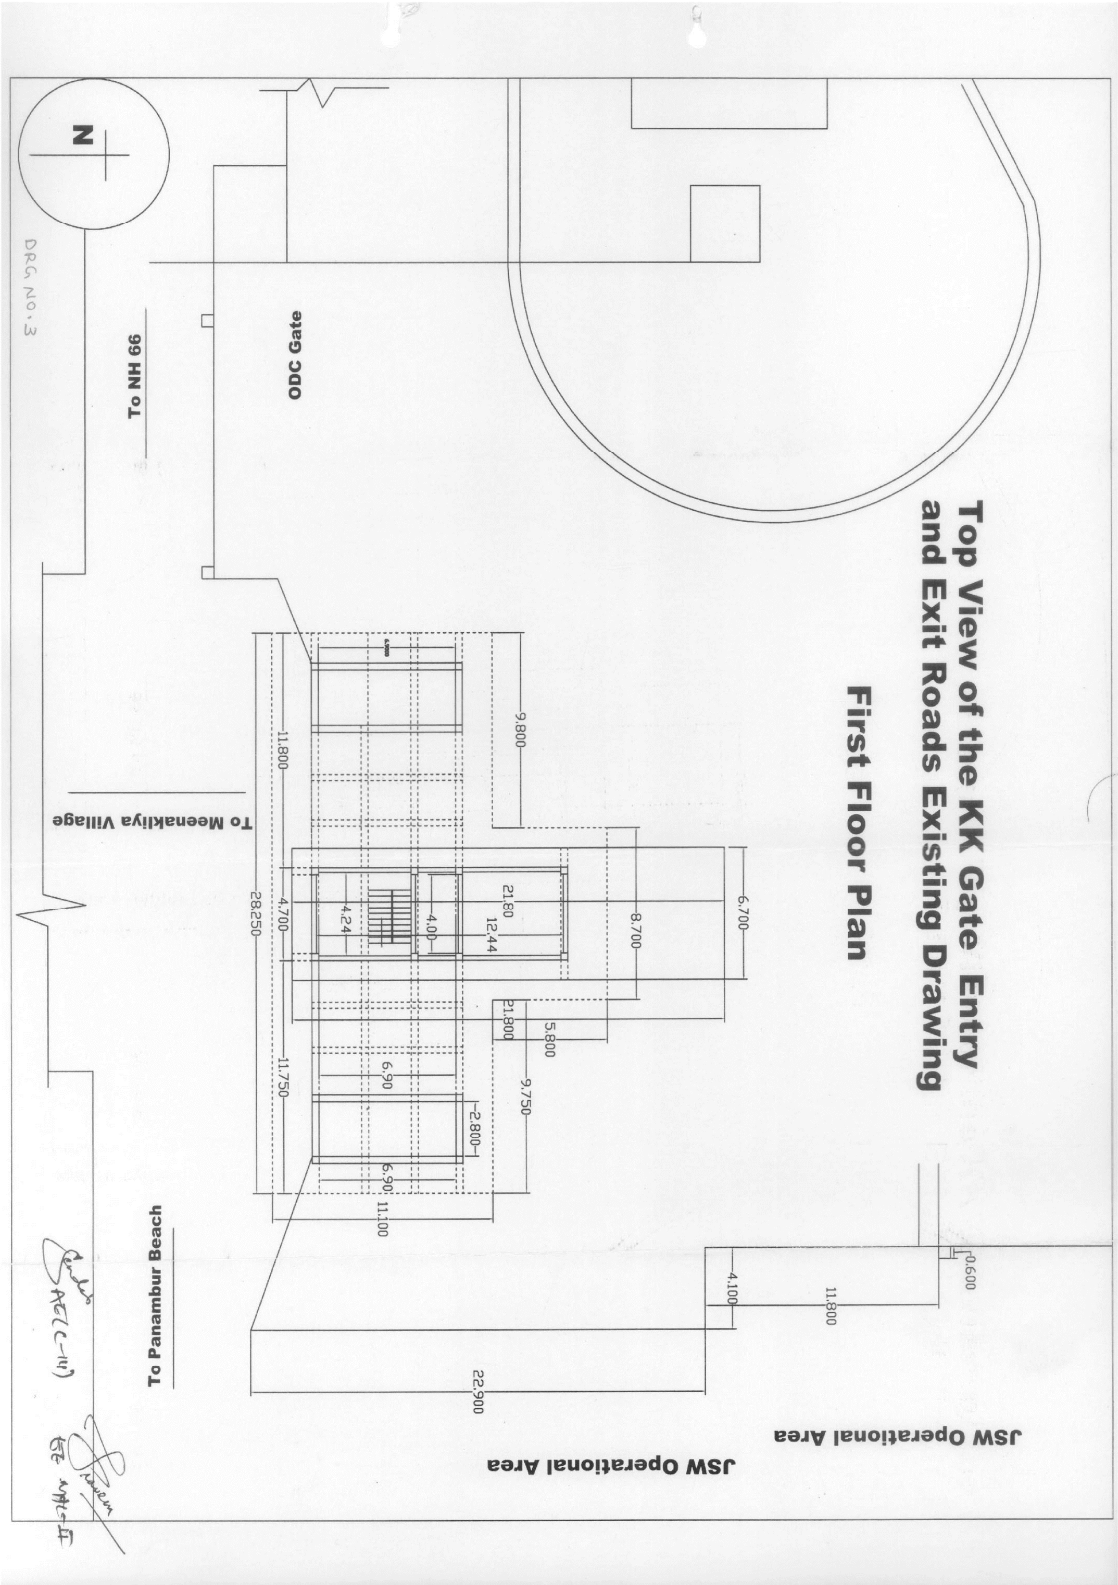 Top View of the KK Gate Entry
and Exit Roads Existing Drawing
First Floor Plan
N
DRG NO. 3
To NH 66
ODC Gate
To Meenakliya Village
To Panambur Beach
JSW Operational Area
JSW Operational Area
9.800
11.800
28.250
4.700
4.24
4.00
21.80
12.44
8.700
6.700
21.800
5.800
11.750
6.90
9.750
2.800
6.90
11.100
4.100
11.800
0.600
22.900